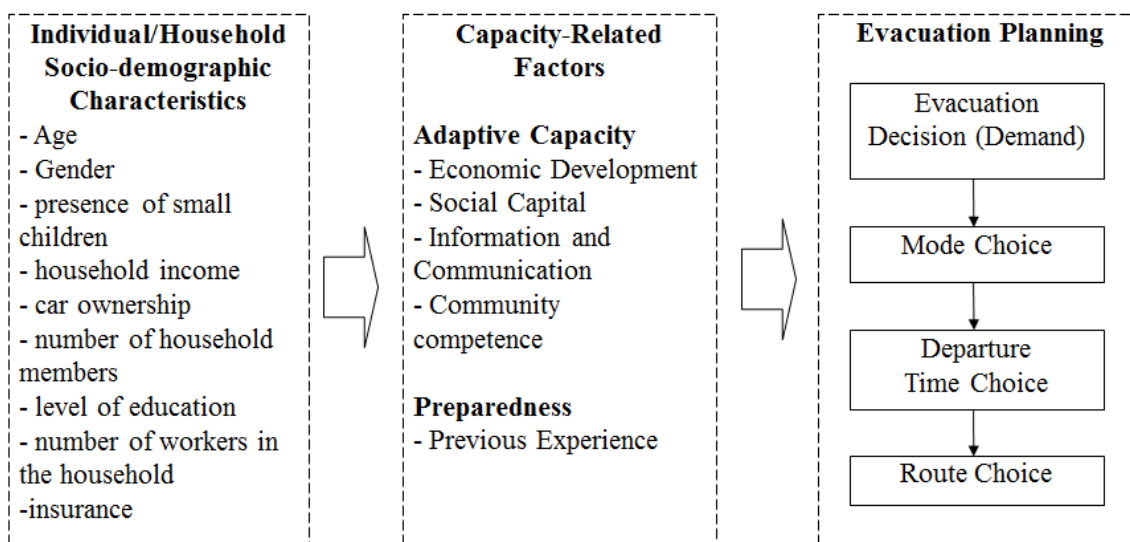 Individual/Household
Socio-demographic
Characteristics
- Age
- Gender
- presence of small
children
- household income
- car ownership
- number of household
members
- level of education
- number of workers in
the household
-insurance
Capacity-Related
Factors
Adaptive Capacity
- Economic Development
- Social Capital
- Information and
Communication
- Community
competence
Preparedness
- Previous Experience
Evacuation Planning
Evacuation
Decision (Demand)
Mode Choice
Departure
Time Choice
Route Choice